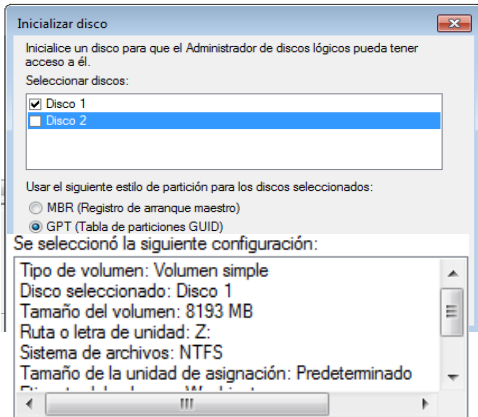 Inicializar disco
Inicialice un disco para que el Administrador de discos lógicos pueda tener
acceso a él.
Seleccionar discos:
Disco 1
Disco 2
Usar el siguiente estilo de partición para los discos seleccionados:
MBR (Registro de arranque maestro)
GPT (Tabla de particiones GUID)
Se seleccionó la siguiente configuración:
Tipo de volumen: Volumen simple
Disco seleccionado: Disco 1
Tamaño del volumen: 8193 MB
Ruta o letra de unidad: Z:
Sistema de archivos: NTFS
Tamaño de la unidad de asignación: Predeterminado